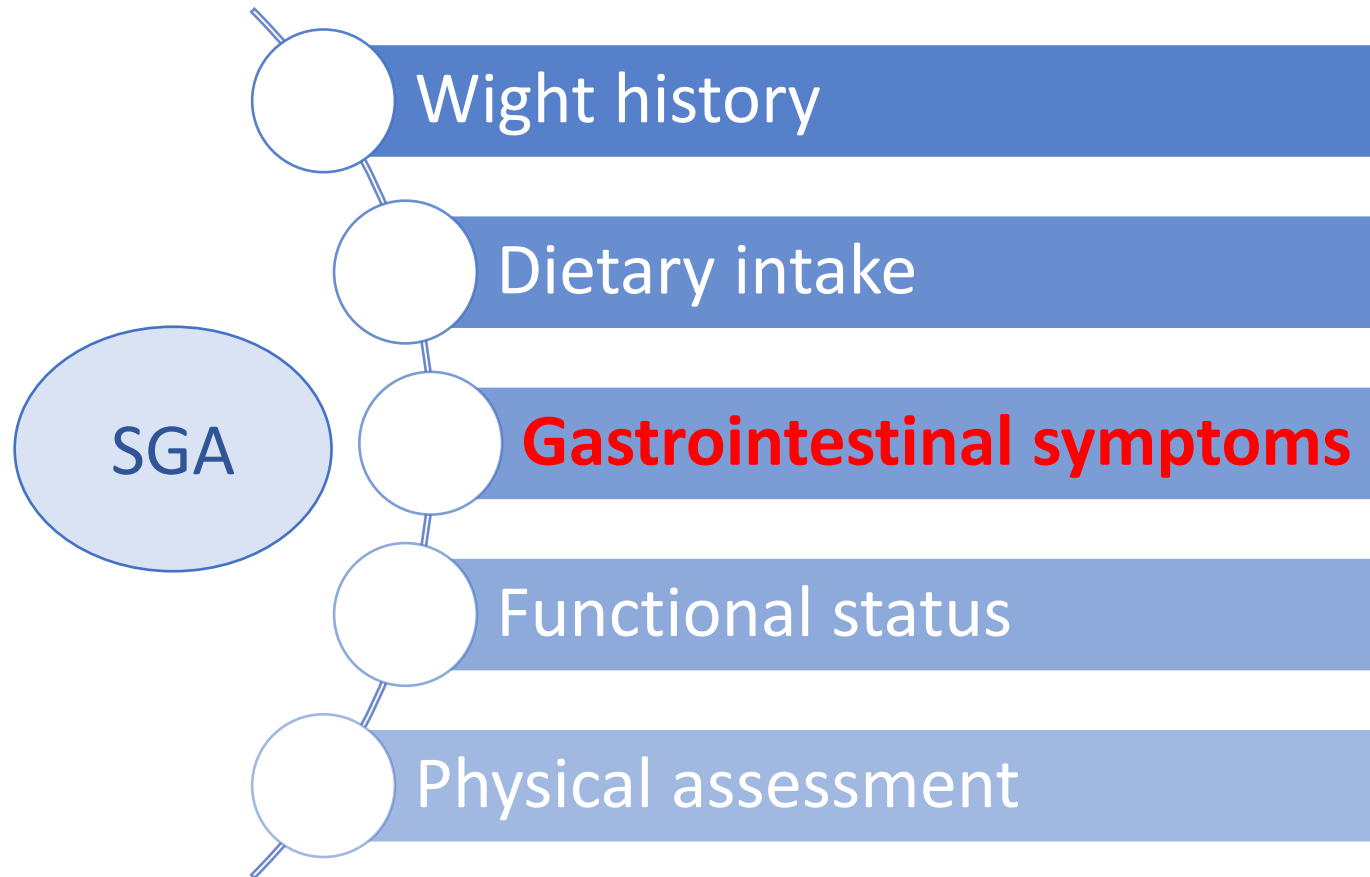 Wight history
Dietary intake
SGA
Gastrointestinal symptoms
Functional status
Physical assessment